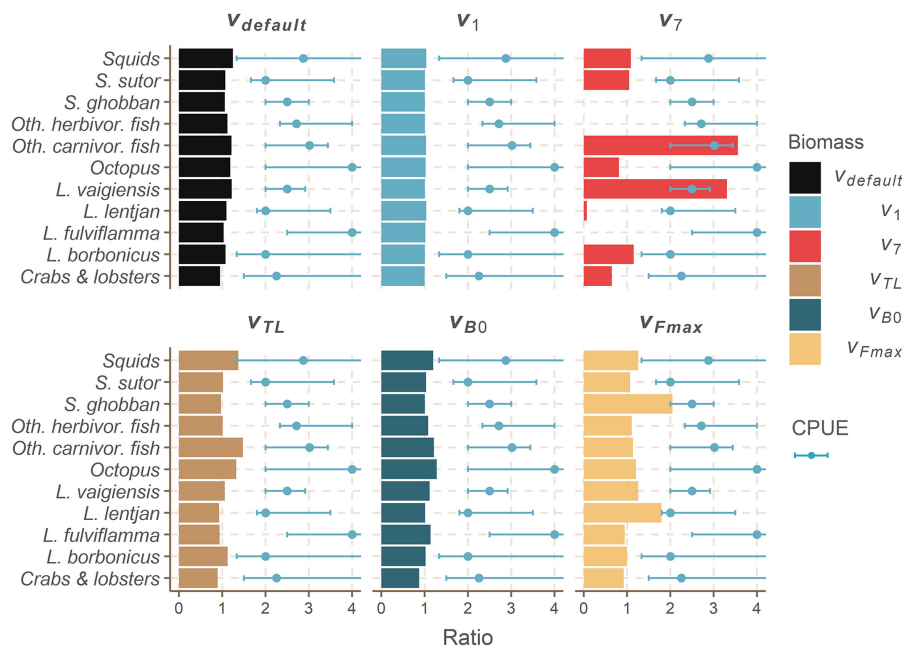 v_default v_1 v_7
Squids
S. sutor
S. ghobban
Oth. herbivor. fish
Oth. carnivor. fish
Octopus
L. vaigiensis
L. lentjan
L. fulviflamma
L. borbonicus
Crabs & lobsters
v_TL v_B0 v_Fmax
Squids
S. sutor
S. ghobban
Oth. herbivor. fish
Oth. carnivor. fish
Octopus
L. vaigiensis
L. lentjan
L. fulviflamma
L. borbonicus
Crabs & lobsters
0 1 2 3 4 0 1 2 3 4 0 1 2 3 4
Ratio
Biomass
v_default
v_1
v_7
v_TL
v_B0
v_Fmax
CPUE